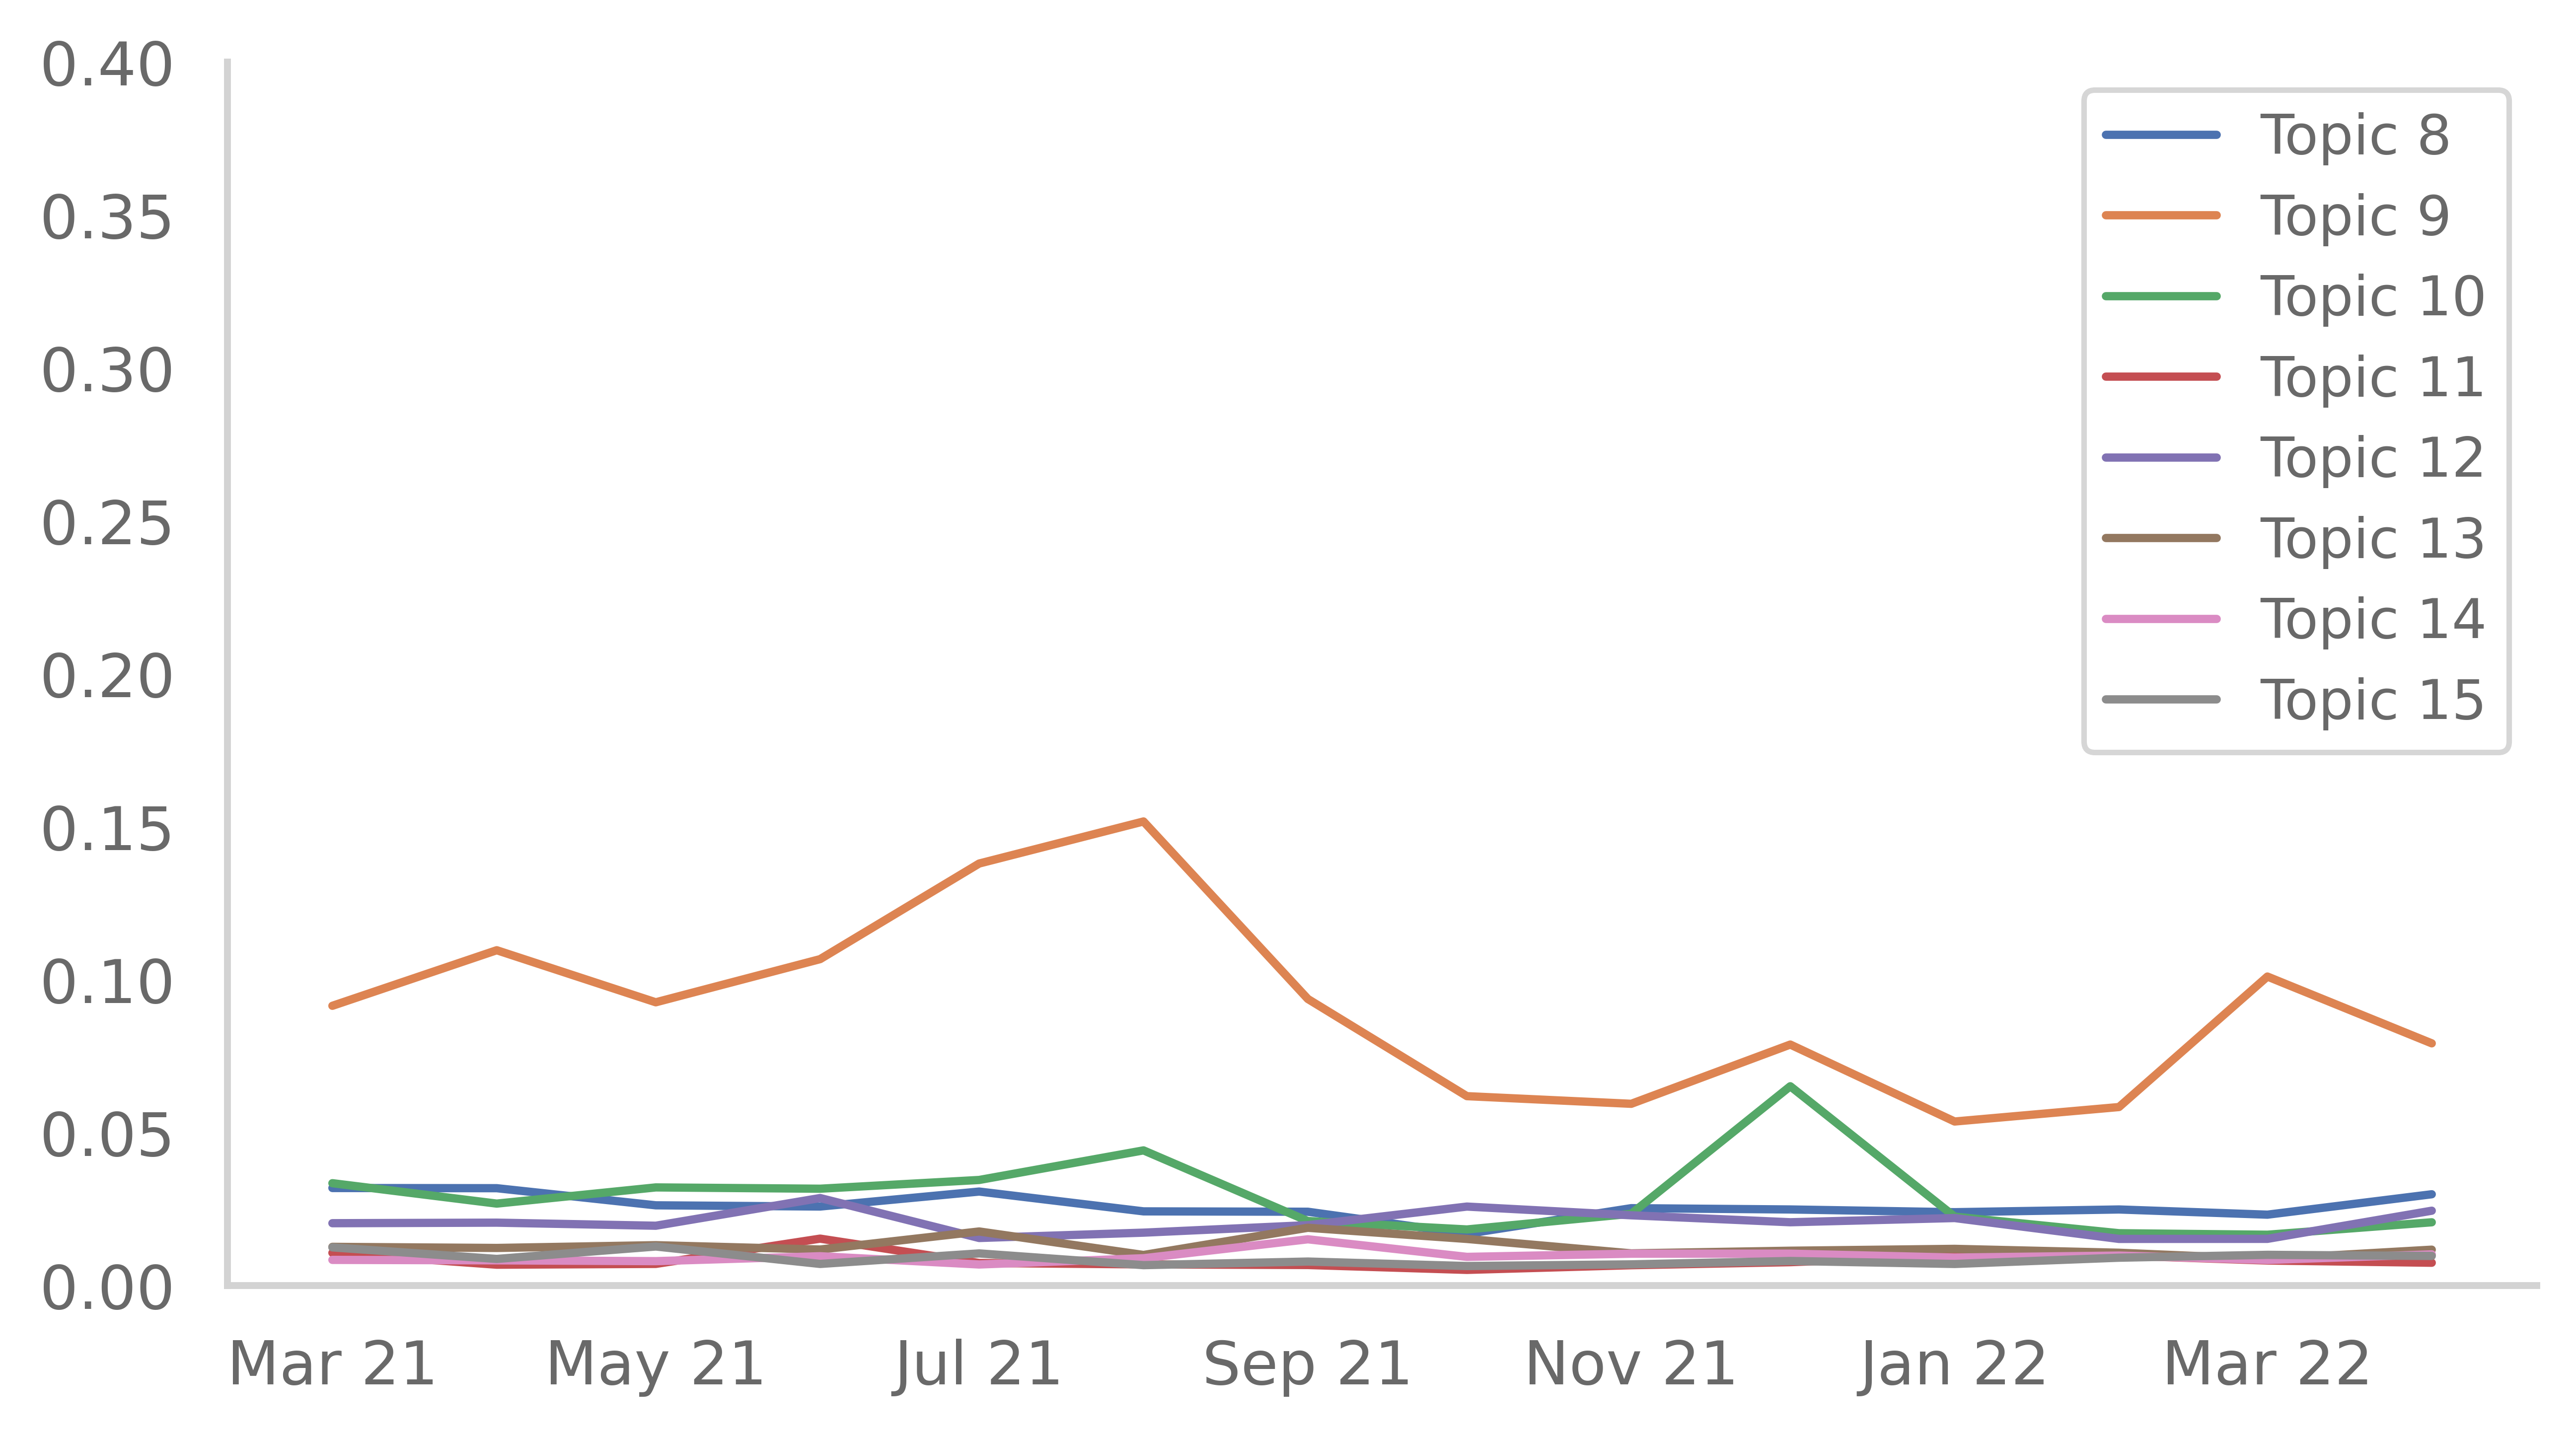 0.40
0.35
0.30
0.25
0.20
0.15
0.10
0.05
0.00
Mar 21 May 21 Jul 21 Sep 21 Nov 21 Jan 22 Mar 22
Topic 8
Topic 9
Topic 10
Topic 11
Topic 12
Topic 13
Topic 14
Topic 15